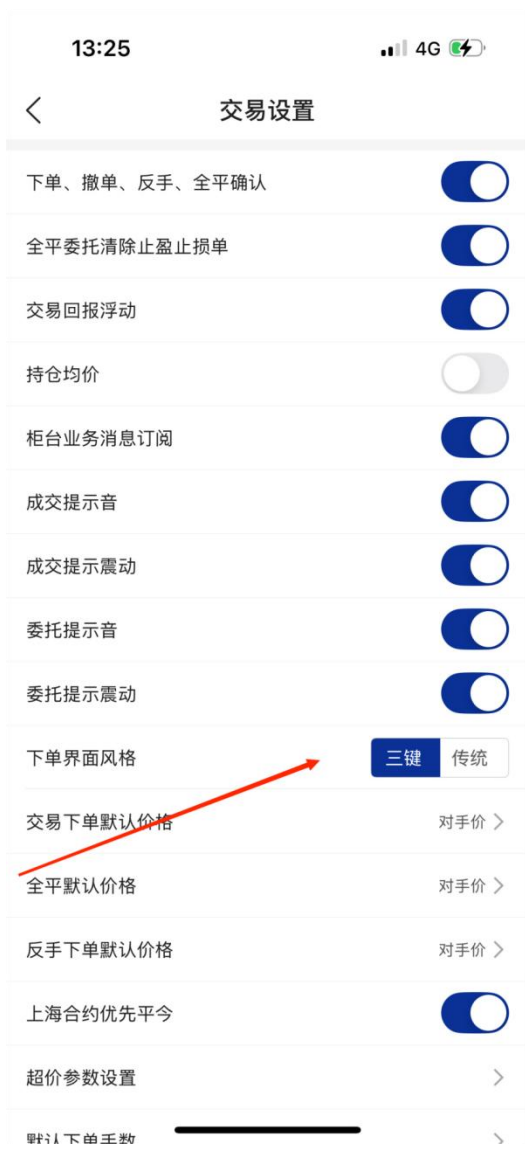 13:25 4G
交易设置
下单、撤单、反手、全平确认
全平委托清除止盈止损单
交易回报浮动
持仓均价
柜台业务消息订阅
成交提示音
成交提示震动
委托提示音
委托提示震动
下单界面风格 三键 传统
交易下单默认价格 对手价
全平默认价格 对手价
反手下单默认价格 对手价
上海合约优先平今
超价参数设置
默认下单手数